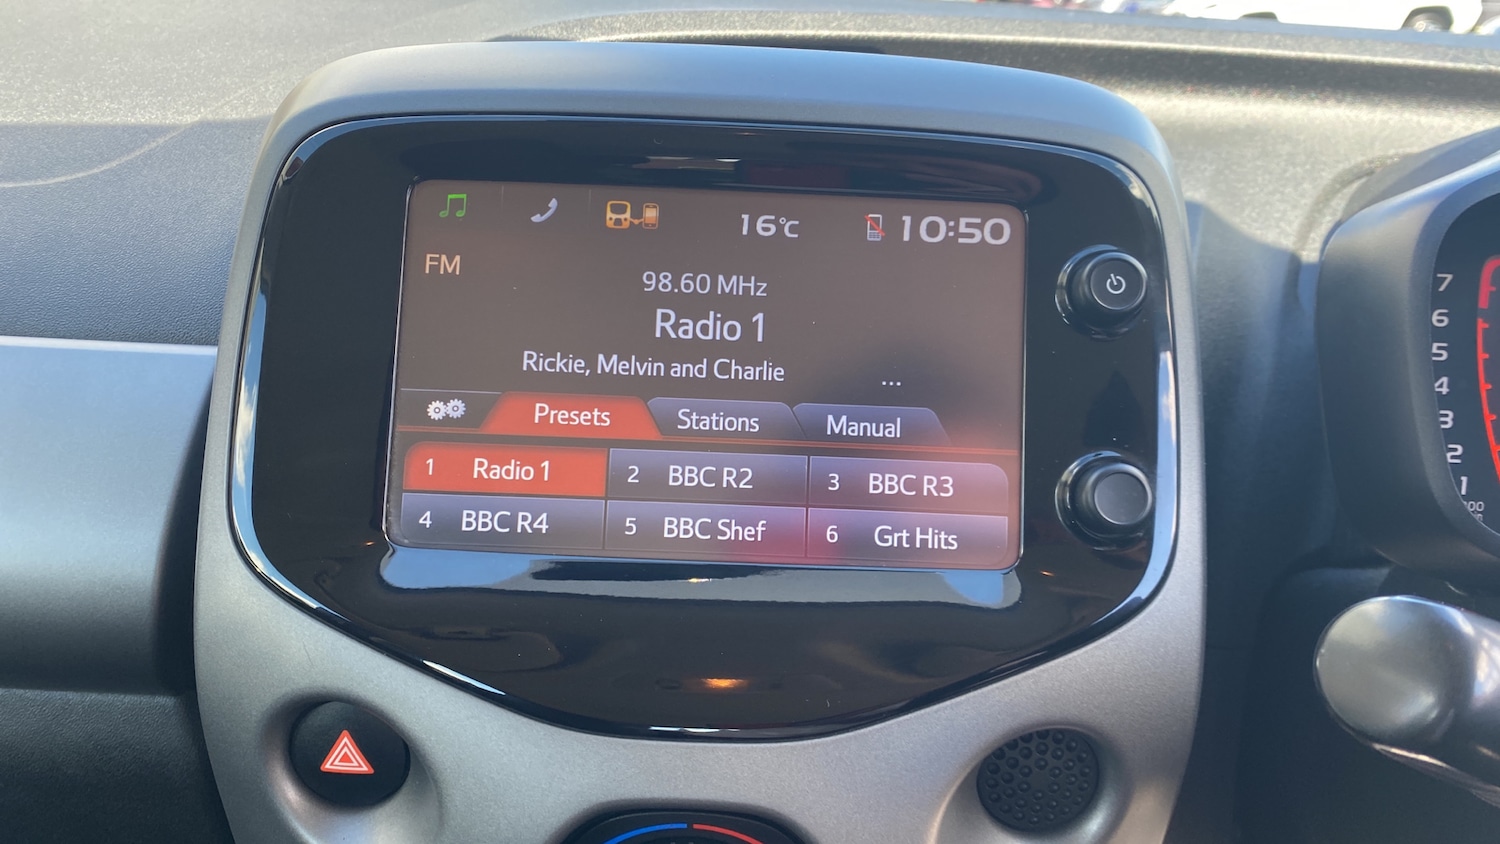 16°C 10:50
FM
98.60 MHz
Radio 1
Rickie, Melvin and Charlie ...
Presets Stations Manual
1 Radio 1 2 BBC R2 3 BBC R3
4 BBC R4 5 BBC Shef 6 Grt Hits
7
6
5
4
3
2
1